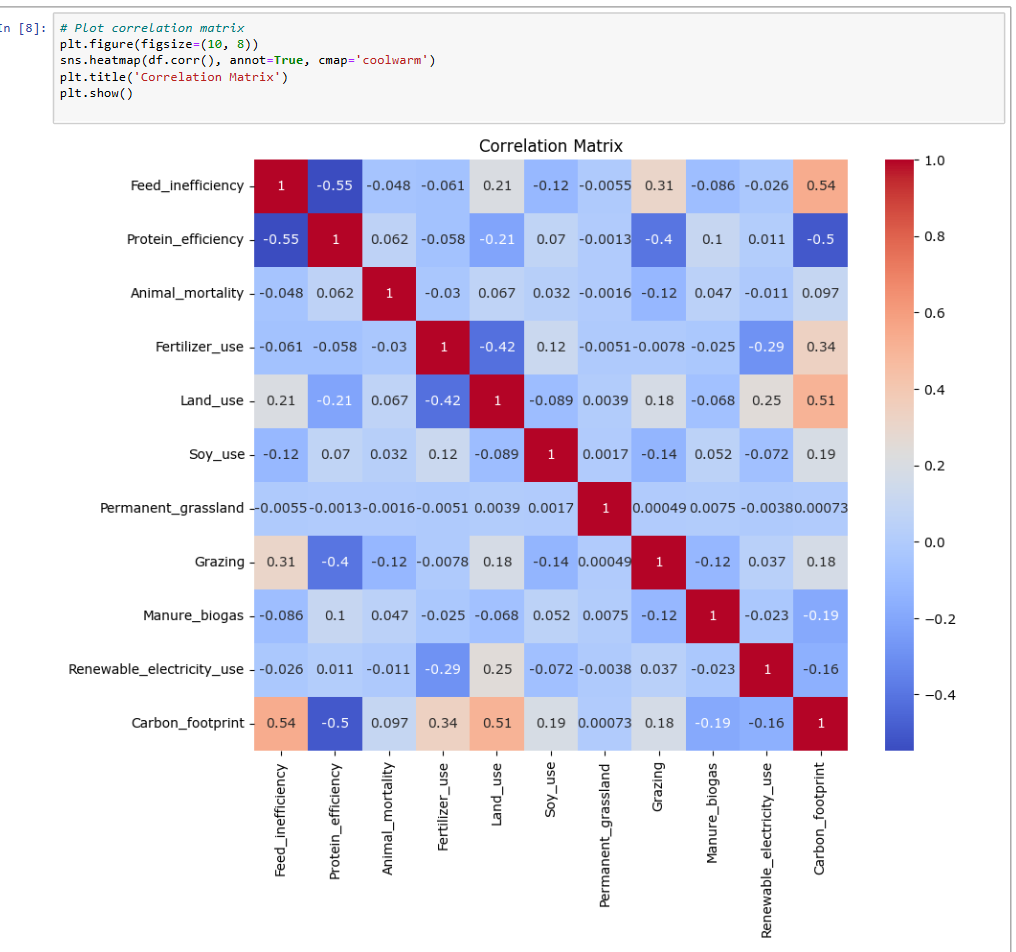 In [8]:
# Plot correlation matrix
plt.figure(figsize=(10, 8))
sns.heatmap(df.corr(), annot=True, cmap='coolwarm')
plt.title('Correlation Matrix')
plt.show()
Correlation Matrix
Feed_inefficiency 1 -0.55 -0.048 -0.061 0.21 -0.12 -0.0055 0.31 -0.086 -0.026 0.54
Protein_efficiency -0.55 1 0.062 -0.058 -0.21 0.07 -0.0013 -0.4 0.1 0.011 -0.5
Animal_mortality -0.048 0.062 1 -0.03 0.067 0.032 -0.0016 -0.12 0.047 -0.011 0.097
Fertilizer_use -0.061 -0.058 -0.03 1 -0.42 0.12 -0.0051 -0.0078 -0.025 -0.29 0.34
Land_use 0.21 -0.21 0.067 -0.42 1 -0.089 0.0039 0.18 -0.068 0.25 0.51
Soy_use -0.12 0.07 0.032 0.12 -0.089 1 0.0017 -0.14 0.052 -0.072 0.19
Permanent_grassland -0.0055 -0.0013 -0.0016 -0.0051 0.0039 0.0017 1 0.00049 0.0075 -0.0038 0.00073
Grazing 0.31 -0.4 -0.12 -0.0078 0.18 -0.14 0.00049 1 -0.12 0.037 0.18
Manure_biogas -0.086 0.1 0.047 -0.025 -0.068 0.052 0.0075 -0.12 1 -0.023 -0.19
Renewable_electricity_use -0.026 0.011 -0.011 -0.29 0.25 -0.072 -0.0038 0.037 -0.023 1 -0.16
Carbon_footprint 0.54 -0.5 0.097 0.34 0.51 0.19 0.00073 0.18 -0.19 -0.16 1
Feed_inefficiency
Protein_efficiency
Animal_mortality
Fertilizer_use
Land_use
Soy_use
Permanent_grassland
Grazing
Manure_biogas
Renewable_electricity_use
Carbon_footprint
1.0
0.8
0.6
0.4
0.2
0.0
−0.2
−0.4